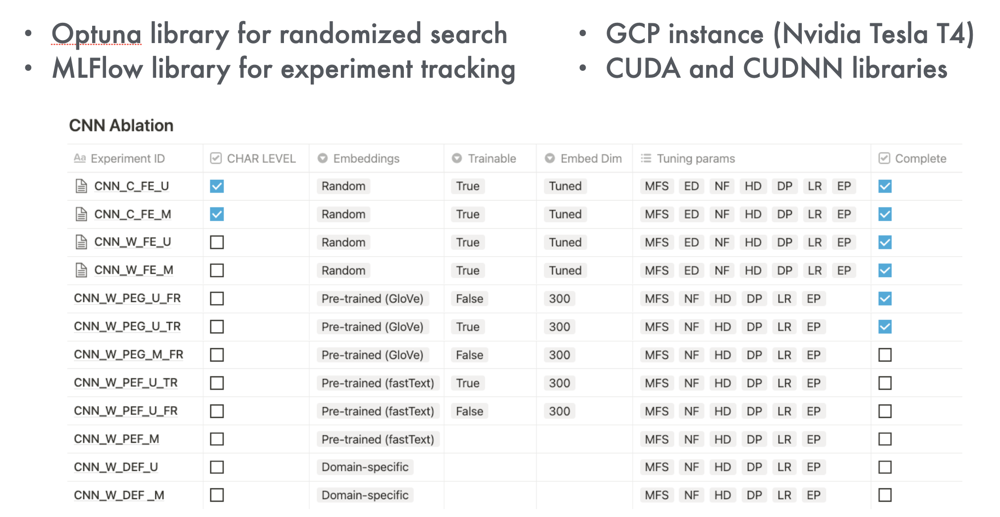 • Optuna library for randomized search
• MLFlow library for experiment tracking
• GCP instance (Nvidia Tesla T4)
• CUDA and CUDNN libraries
CNN Ablation
Aa Experiment ID CHAR LEVEL Embeddings Trainable Embed Dim Tuning params Complete
CNN_C_FE_U Random True Tuned MFS ED NF HD DP LR EP
CNN_C_FE_M Random True Tuned MFS ED NF HD DP LR EP
CNN_W_FE_U Random True Tuned MFS ED NF HD DP LR EP
CNN_W_FE_M Random True Tuned MFS ED NF HD DP LR EP
CNN_W_PEG_U_FR Pre-trained (GloVe) False 300 MFS NF HD DP LR EP
CNN_W_PEG_U_TR Pre-trained (GloVe) True 300 MFS NF HD DP LR EP
CNN_W_PEG_M_FR Pre-trained (GloVe) False 300 MFS NF HD DP LR EP
CNN_W_PEF_U_TR Pre-trained (fastText) True 300 MFS NF HD DP LR EP
CNN_W_PEF_U_FR Pre-trained (fastText) False 300 MFS NF HD DP LR EP
CNN_W_PEF_M Pre-trained (fastText) MFS NF HD DP LR EP
CNN_W_DEF_U Domain-specific MFS NF HD DP LR EP
CNN_W_DEF _M Domain-specific MFS NF HD DP LR EP